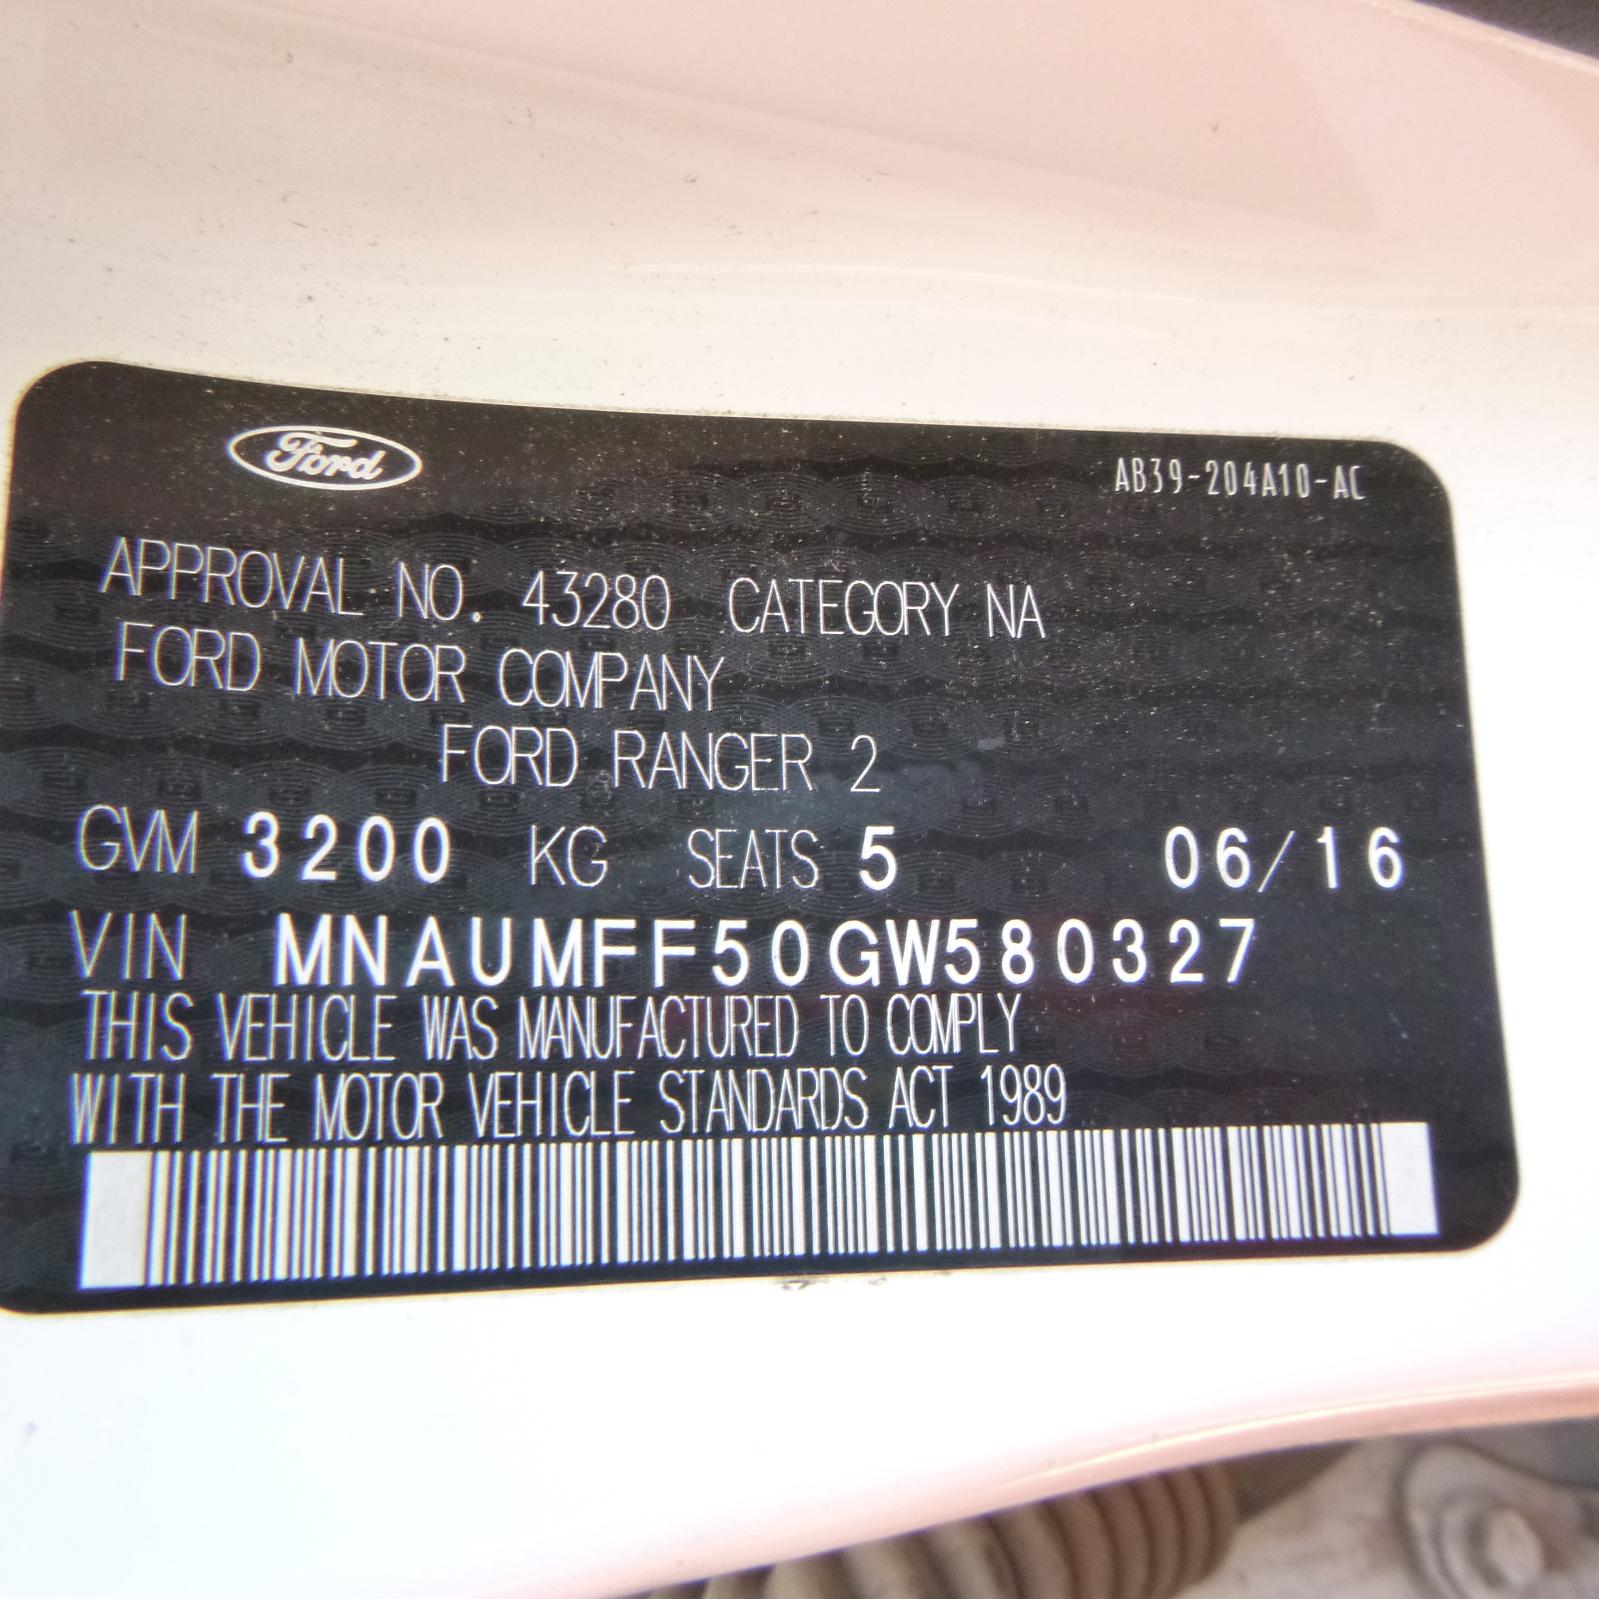 Ford
AB39-204A10-AC
APPROVAL NO. 43280 CATEGORY NA
FORD MOTOR COMPANY
FORD RANGER 2
GVM 3200 KG SEATS 5 06/16
VIN MNAUMFF50GW580327
THIS VEHICLE WAS MANUFACTURED TO COMPLY
WITH THE MOTOR VEHICLE STANDARDS ACT 1989